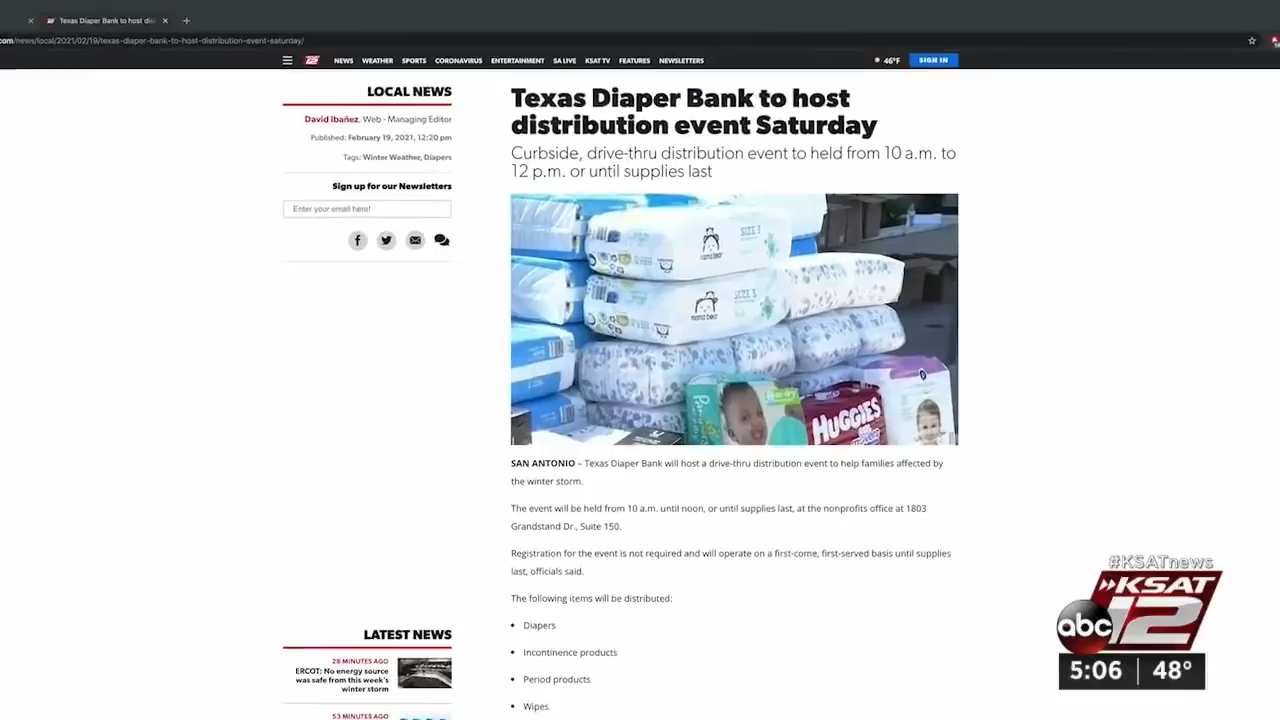 Texas Diaper Bank to host dis
com/news/local/2021/02/19/texas-diaper-bank-to-host-distribution-event-saturday/
12 NEWS WEATHER SPORTS CORONAVIRUS ENTERTAINMENT SA LIVE KSAT TV FEATURES NEWSLETTERS 46°F SIGN IN
LOCAL NEWS
David Ibañez, Web - Managing Editor
Published: February 19, 2021, 12:20 pm
Tags: Winter Weather, Diapers
Sign up for our Newsletters
Enter your email here!
Texas Diaper Bank to host
distribution event Saturday
Curbside, drive-thru distribution event to held from 10 a.m. to
12 p.m. or until supplies last
SIZE 3
mama bear
SIZE 3
mama bear
HUGGIES
SAN ANTONIO – Texas Diaper Bank will host a drive-thru distribution event to help families affected by
the winter storm.
The event will be held from 10 a.m. until noon, or until supplies last, at the nonprofits office at 1803
Grandstand Dr., Suite 150.
Registration for the event is not required and will operate on a first-come, first-served basis until supplies
last, officials said.
The following items will be distributed:
• Diapers
• Incontinence products
• Period products
• Wipes
LATEST NEWS
28 MINUTES AGO
ERCOT: No energy source
was safe from this week's
winter storm
53 MINUTES AGO
#KSATnews
KSAT
abc 12
5:06 48°